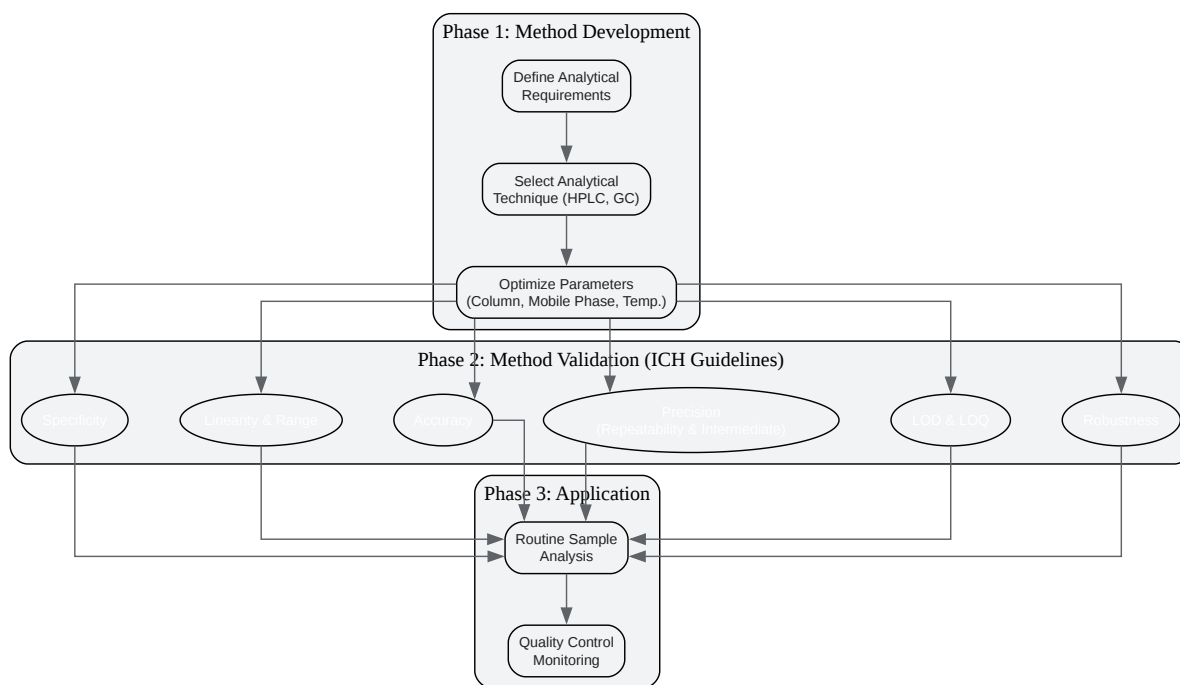 Phase 1: Method Development
Define Analytical
Requirements
Select Analytical
Technique (HPLC, GC)
Optimize Parameters
(Column, Mobile Phase, Temp.)
Phase 2: Method Validation (ICH Guidelines)
Specificity
Linearity & Range
Accuracy
Precision
(Repeatability & Intermediate)
LOD & LOQ
Robustness
Phase 3: Application
Routine Sample
Analysis
Quality Control
Monitoring